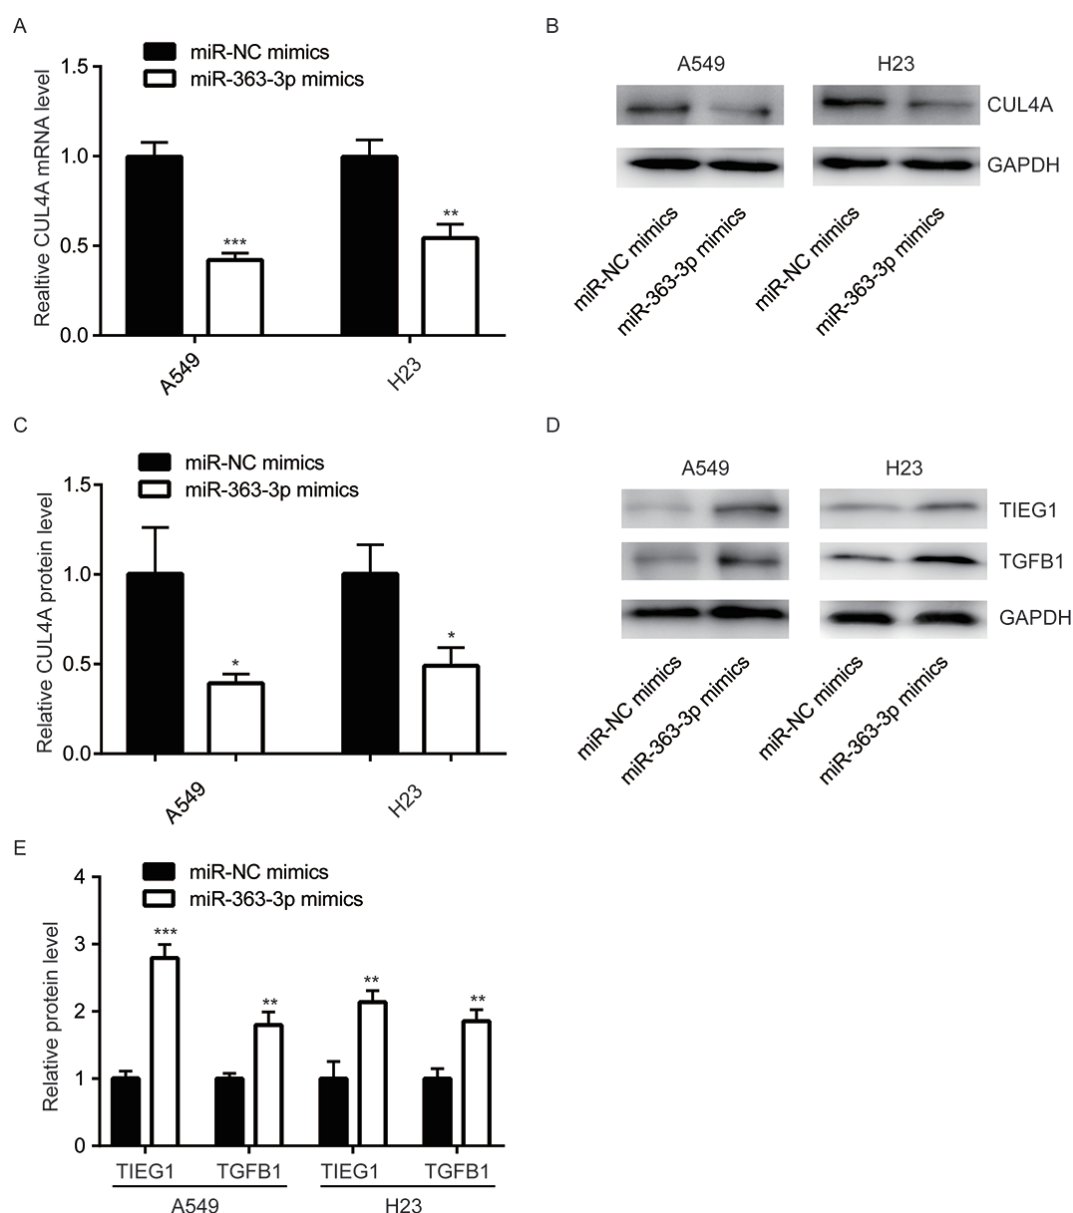 A
miR-NC mimics
miR-363-3p mimics
Realtive CUL4A mRNA level
1.5
1.0
0.5
0.0
***
**
A549
H23
B
A549 H23
CUL4A
GAPDH
miR-NC mimics
miR-363-3p mimics
miR-NC mimics
miR-363-3p mimics
C
miR-NC mimics
miR-363-3p mimics
Relative CUL4A protein level
1.5
1.0
0.5
0.0
*
*
A549
H23
D
A549 H23
TIEG1
TGFB1
GAPDH
miR-NC mimics
miR-363-3p mimics
miR-NC mimics
miR-363-3p mimics
E
miR-NC mimics
miR-363-3p mimics
Relative protein level
4
3
2
1
0
***
**
**
**
TIEG1 TGFB1 TIEG1 TGFB1
A549 H23